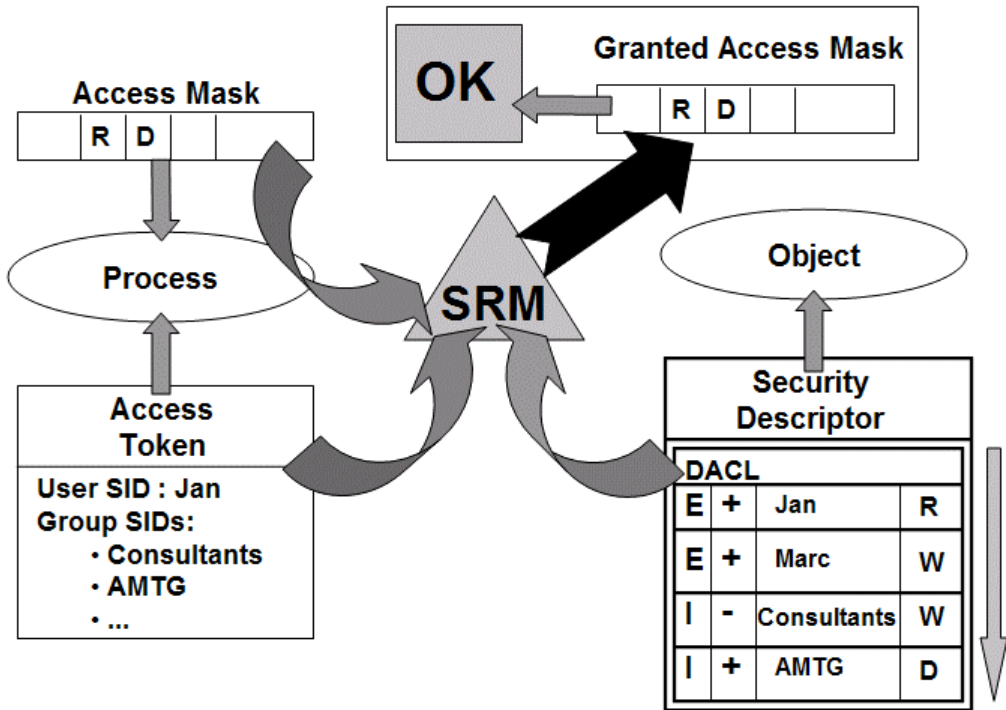 Access Mask
R D
Process
Access
Token
User SID : Jan
Group SIDs:
• Consultants
• AMTG
• ...
OK
Granted Access Mask
R D
SRM
Object
Security
Descriptor
DACL
E + Jan R
E + Marc W
I - Consultants W
I + AMTG D